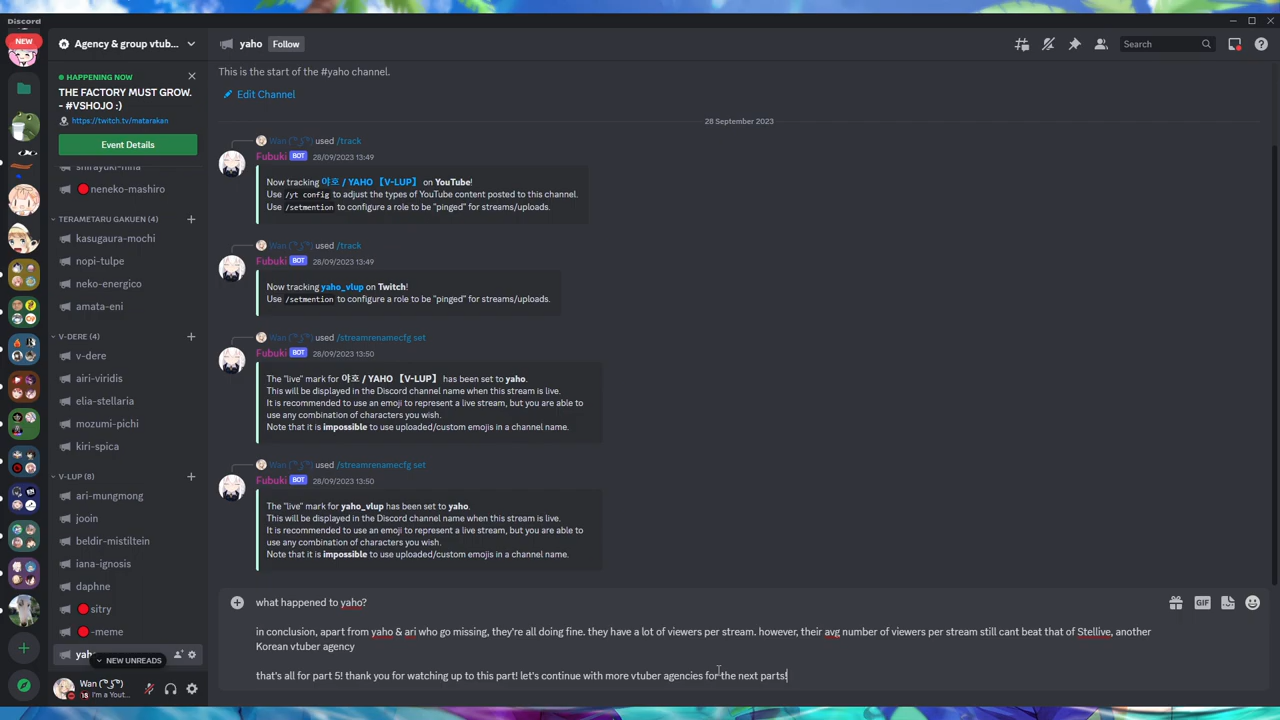 Discord
NEW
Agency & group vtub...
HAPPENING NOW
THE FACTORY MUST GROW.
- #VSHOJO :)
https://twitch.tv/matarakan
Event Details
shirayuki-hina
neneko-mashiro
TERAMETARU GAKUEN (4)
kasugaura-mochi
nopi-tulpe
neko-energico
amata-eni
V-DERE (4)
v-dere
airi-viridis
elia-stellaria
mozumi-pichi
kiri-spica
V-LUP (8)
ari-mungmong
jooin
beldir-mistiltein
iana-ignosis
daphne
sitry
-meme
yaho
NEW UNREADS
Wan ( ͡° ͜ʖ ͡°)
I'm a Yout...
yaho
Follow
Search
This is the start of the #yaho channel.
Edit Channel
28 September 2023
Wan ( ͡° ͜ʖ ͡°) used /track
Fubuki BOT 28/09/2023 13:49
Now tracking 야호 / YAHO 【V-LUP】 on YouTube!
Use /yt config to adjust the types of YouTube content posted to this channel.
Use /setmention to configure a role to be "pinged" for streams/uploads.
Wan ( ͡° ͜ʖ ͡°) used /track
Fubuki BOT 28/09/2023 13:49
Now tracking yaho_vlup on Twitch!
Use /setmention to configure a role to be "pinged" for streams/uploads.
Wan ( ͡° ͜ʖ ͡°) used /streamrenamecfg set
Fubuki BOT 28/09/2023 13:50
The "live" mark for 야호 / YAHO 【V-LUP】 has been set to yaho.
This will be displayed in the Discord channel name when this stream is live.
It is recommended to use an emoji to represent a live stream, but you are able to
use any combination of characters you wish.
Note that it is impossible to use uploaded/custom emojis in a channel name.
Wan ( ͡° ͜ʖ ͡°) used /streamrenamecfg set
Fubuki BOT 28/09/2023 13:50
The "live" mark for yaho_vlup has been set to yaho.
This will be displayed in the Discord channel name when this stream is live.
It is recommended to use an emoji to represent a live stream, but you are able to
use any combination of characters you wish.
Note that it is impossible to use uploaded/custom emojis in a channel name.
what happened to yaho?
in conclusion, apart from yaho & ari who go missing, they're all doing fine. they have a lot of viewers per stream. however, their avg number of viewers per stream still cant beat that of Stellive, another
Korean vtuber agency
that's all for part 5! thank you for watching up to this part! let's continue with more vtuber agencies for the next parts!
GIF